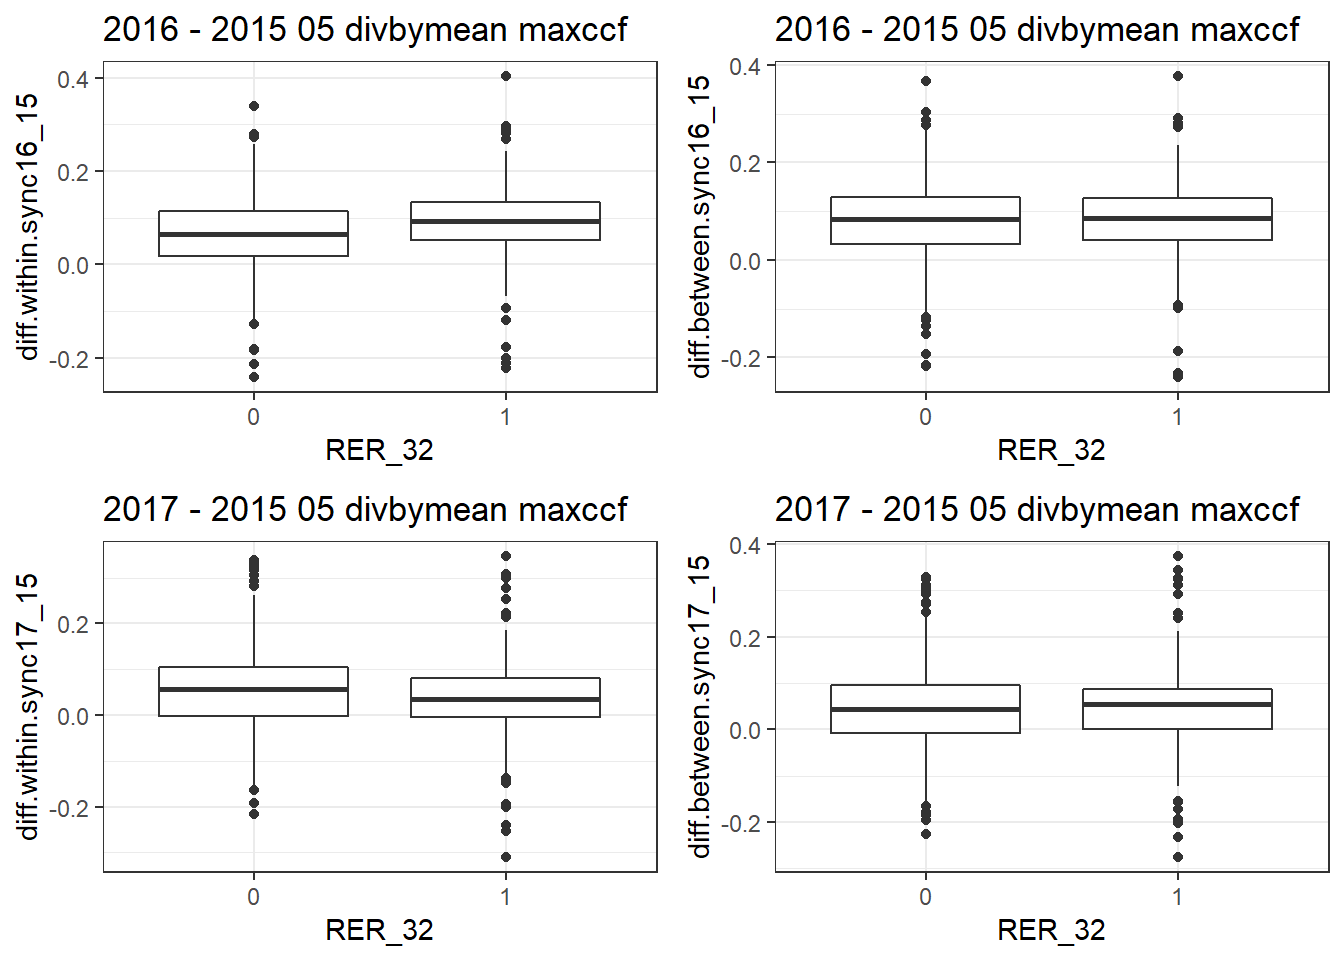 2016 - 2015 05 divbymean maxccf
diff.within.sync16_15
0.4
0.2
0.0
-0.2
0 1
RER_32
2016 - 2015 05 divbymean maxccf
diff.between.sync16_15
0.4
0.2
0.0
-0.2
0 1
RER_32
2017 - 2015 05 divbymean maxccf
diff.within.sync17_15
0.2
0.0
-0.2
0 1
RER_32
2017 - 2015 05 divbymean maxccf
diff.between.sync17_15
0.4
0.2
0.0
-0.2
0 1
RER_32